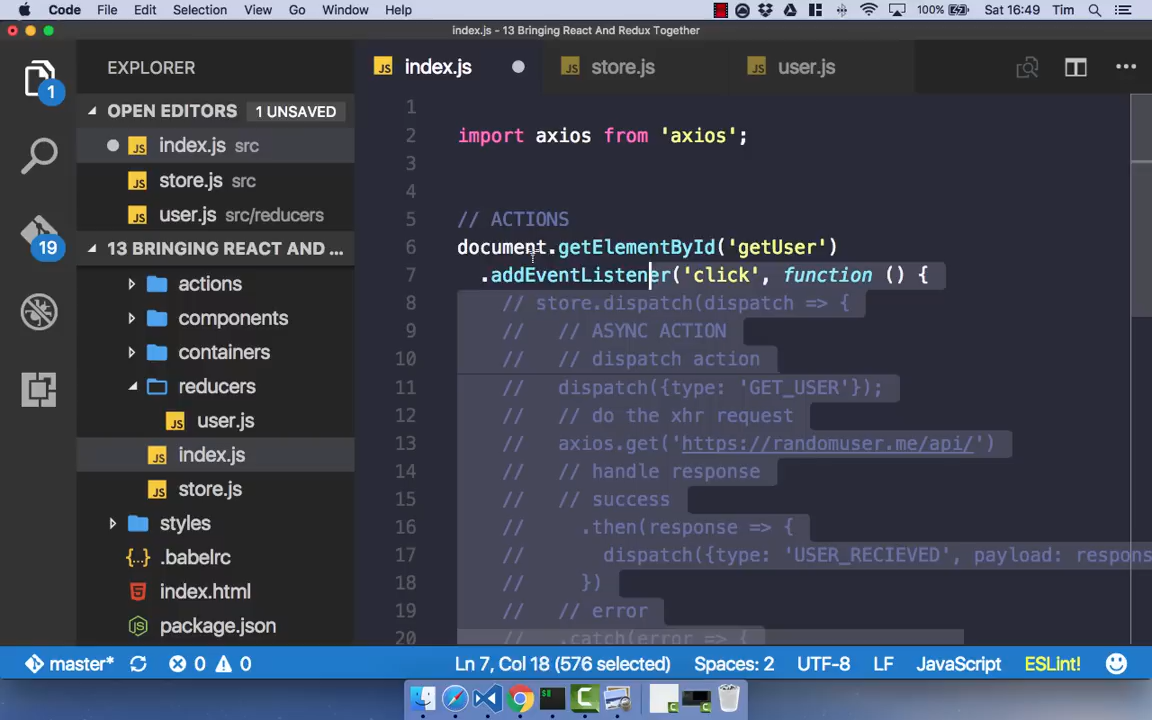 Code File Edit Selection View Go Window Help 100% Sat 16:49 Tim
index.js - 13 Bringing React And Redux Together
EXPLORER
1
OPEN EDITORS 1 UNSAVED
index.js src
store.js src
user.js src/reducers
19
13 BRINGING REACT AND ...
actions
components
containers
reducers
user.js
index.js
store.js
styles
{..} .babelrc
index.html
package.json
index.js store.js user.js
1
2 import axios from 'axios';
3
4
5 // ACTIONS
6 document.getElementById('getUser')
7 .addEventListener('click', function () {
8 // store.dispatch(dispatch => {
9 // // ASYNC ACTION
10 // // dispatch action
11 // dispatch({type: 'GET_USER'});
12 // // do the xhr request
13 // axios.get('https://randomuser.me/api/')
14 // // handle response
15 // // success
16 // .then(response => {
17 // dispatch({type: 'USER_RECIEVED', payload: respons
18 // })
19 // // error
20 // .catch(error => {
master* 0 0 Ln 7, Col 18 (576 selected) Spaces: 2 UTF-8 LF JavaScript ESLint!